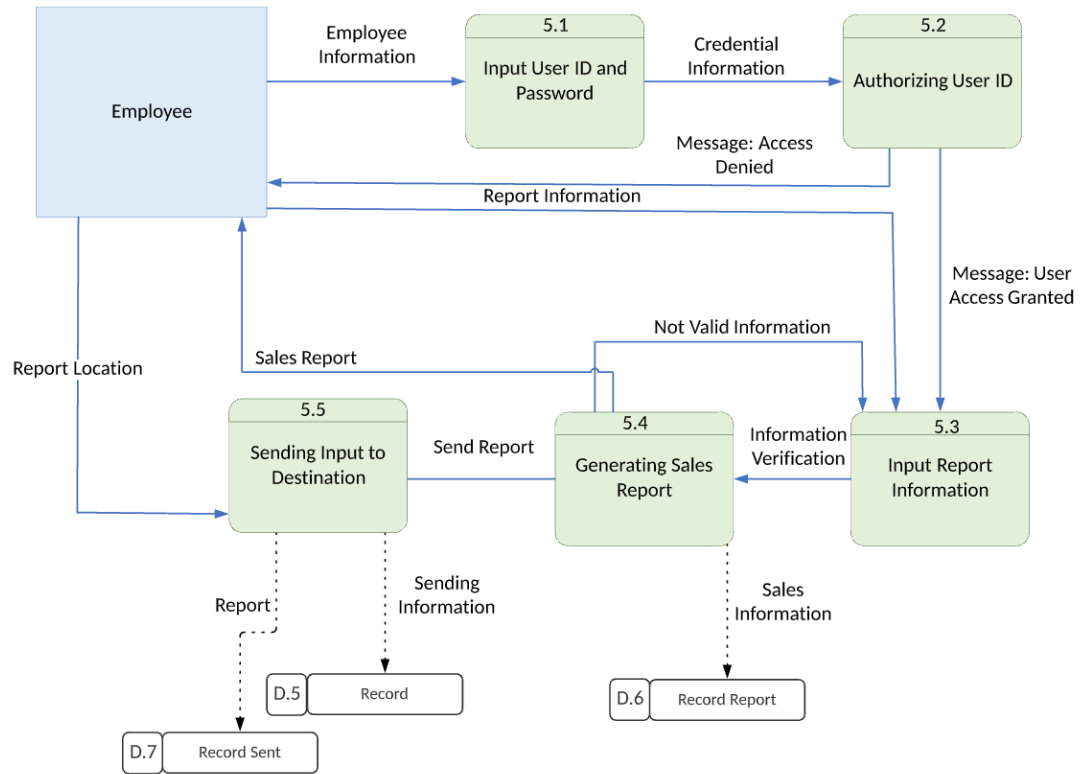 5.1
5.2
Employee
Information
Credential
Information
Input User ID and
Password
Authorizing User ID
Employee
Message: Access
Denied
Report Information
Message: User
Access Granted
Not Valid Information
Sales Report
Report Location
5.5
5.4
5.3
Sending Input to
Destination
Send Report
Generating Sales
Report
Information
Verification
Input Report
Information
Report
Sending
Information
Sales
Information
D.5
Record
D.6
Record Report
D.7
Record Sent